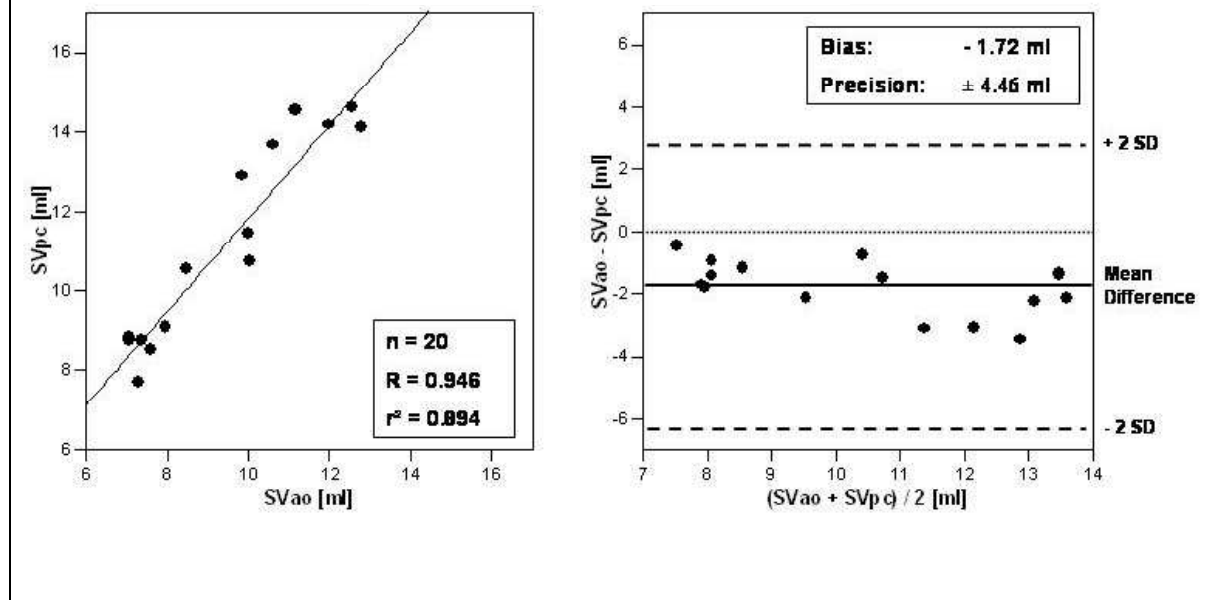 16
14
12
10
8
6
SVpc [ml]
6 8 10 12 14 16
SVao [ml]
n = 20
R = 0.946
r² = 0.894
6
4
2
0
-2
-4
-6
SVao - SVpc [ml]
Bias: - 1.72 ml
Precision: ± 4.46 ml
+ 2 SD
Mean
Difference
- 2 SD
7 8 9 10 11 12 13 14
(SVao + SVpc) / 2 [ml]